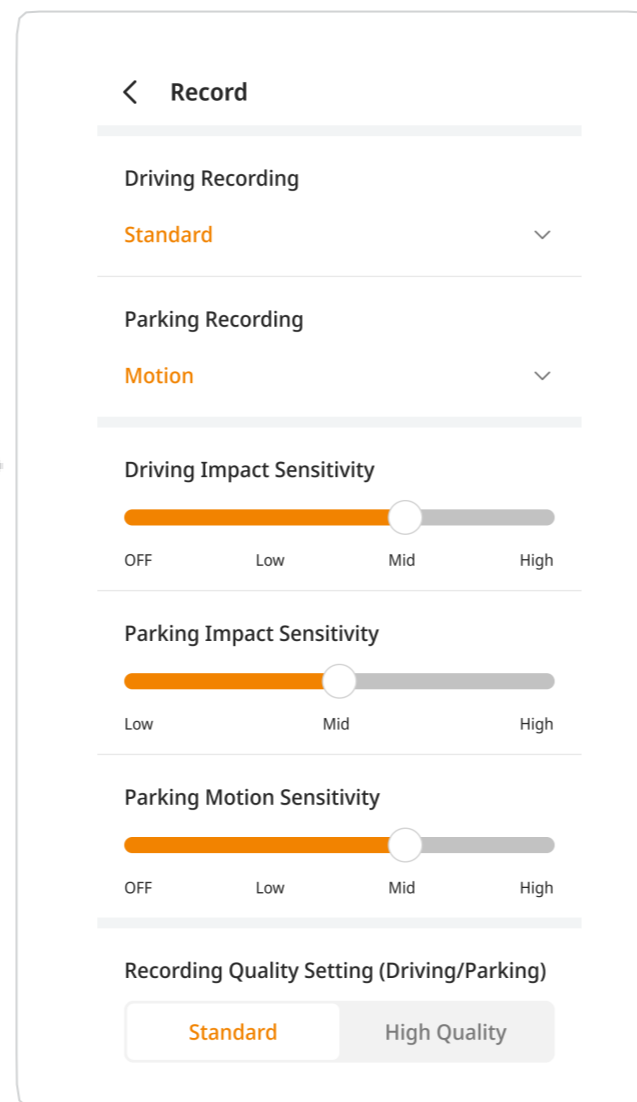 Record
Driving Recording
Standard
Parking Recording
Motion
Driving Impact Sensitivity
OFF Low Mid High
Parking Impact Sensitivity
Low Mid High
Parking Motion Sensitivity
OFF Low Mid High
Recording Quality Setting (Driving/Parking)
Standard High Quality